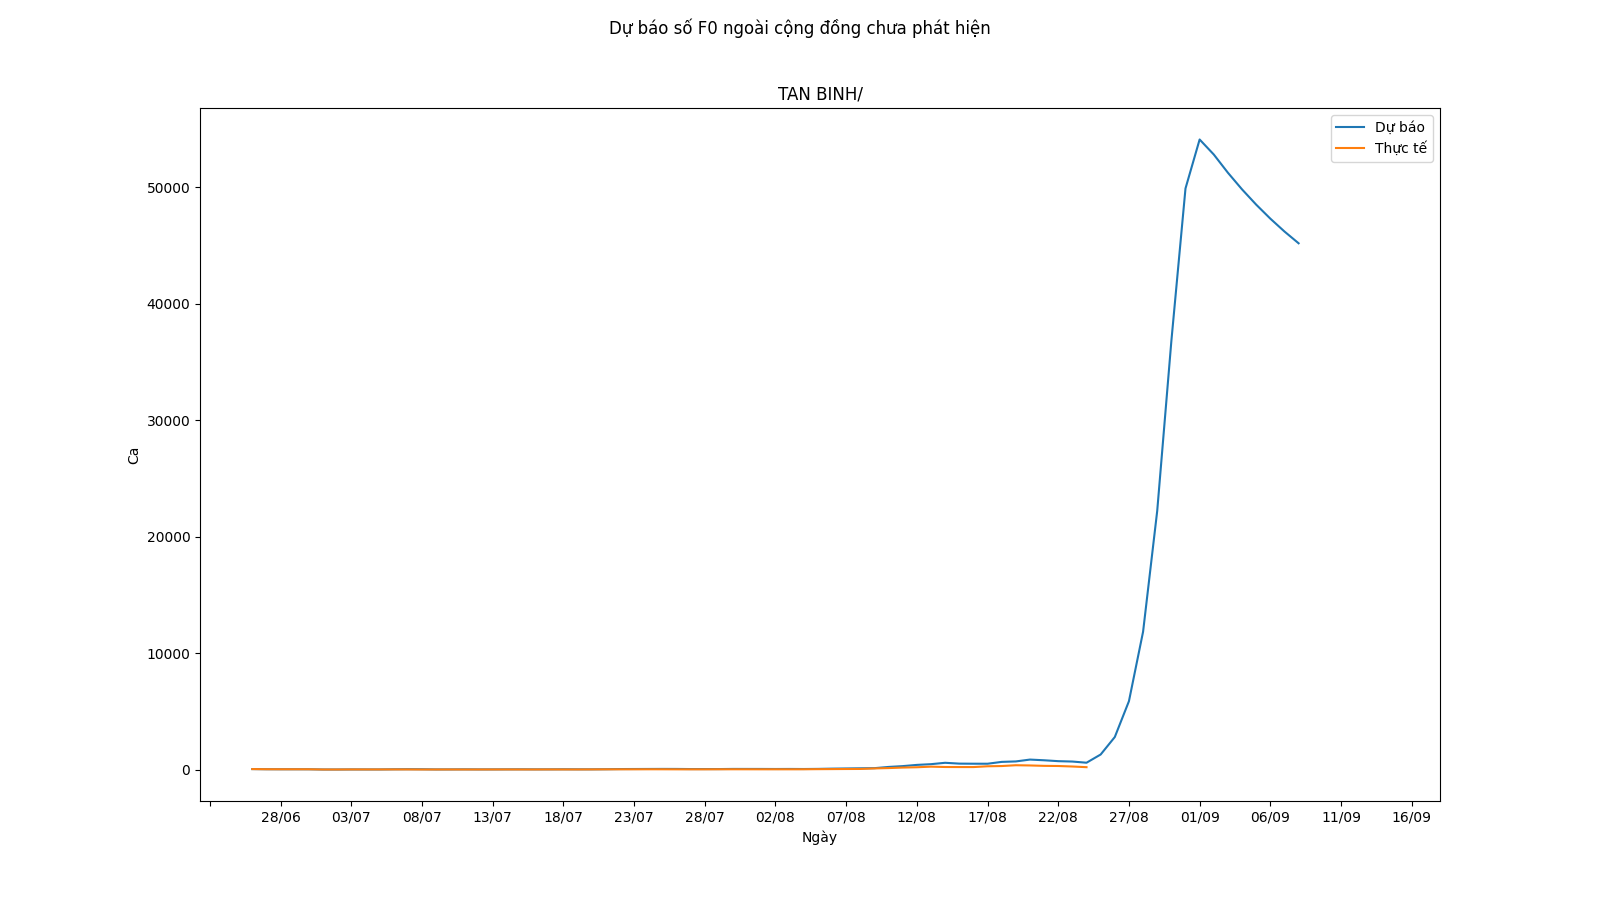 Dự báo số F0 ngoài cộng đồng chưa phát hiện
TAN BINH/
Dự báo
Thực tế
50000
40000
30000
20000
10000
0
Ca
28/06 03/07 08/07 13/07 18/07 23/07 28/07 02/08 07/08 12/08 17/08 22/08 27/08 01/09 06/09 11/09 16/09
Ngày